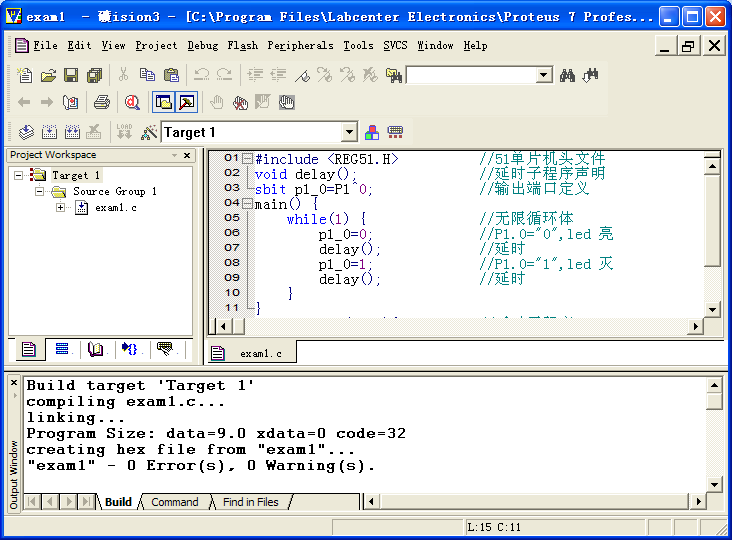 exam1 - 礦ision3 - [C:\Program Files\Labcenter Electronics\Proteus 7 Profes...
File Edit View Project Debug Flash Peripherals Tools SVCS Window Help
LOAD
Target 1
Project Workspace
Target 1
Source Group 1
exam1.c
01 #include <REG51.H> //51单片机头文件
02 void delay(); //延时子程序声明
03 sbit p1_0=P1^0; //输出端口定义
04 main() {
05 while(1) { //无限循环体
06 p1_0=0; //P1.0="0",led 亮
07 delay(); //延时
08 p1_0=1; //P1.0="1",led 灭
09 delay(); //延时
10 }
11 }
exam1.c
Build target 'Target 1'
compiling exam1.c...
linking...
Program Size: data=9.0 xdata=0 code=32
creating hex file from "exam1"...
"exam1" - 0 Error(s), 0 Warning(s).
Output Window
Build Command Find in Files
L:15 C:11